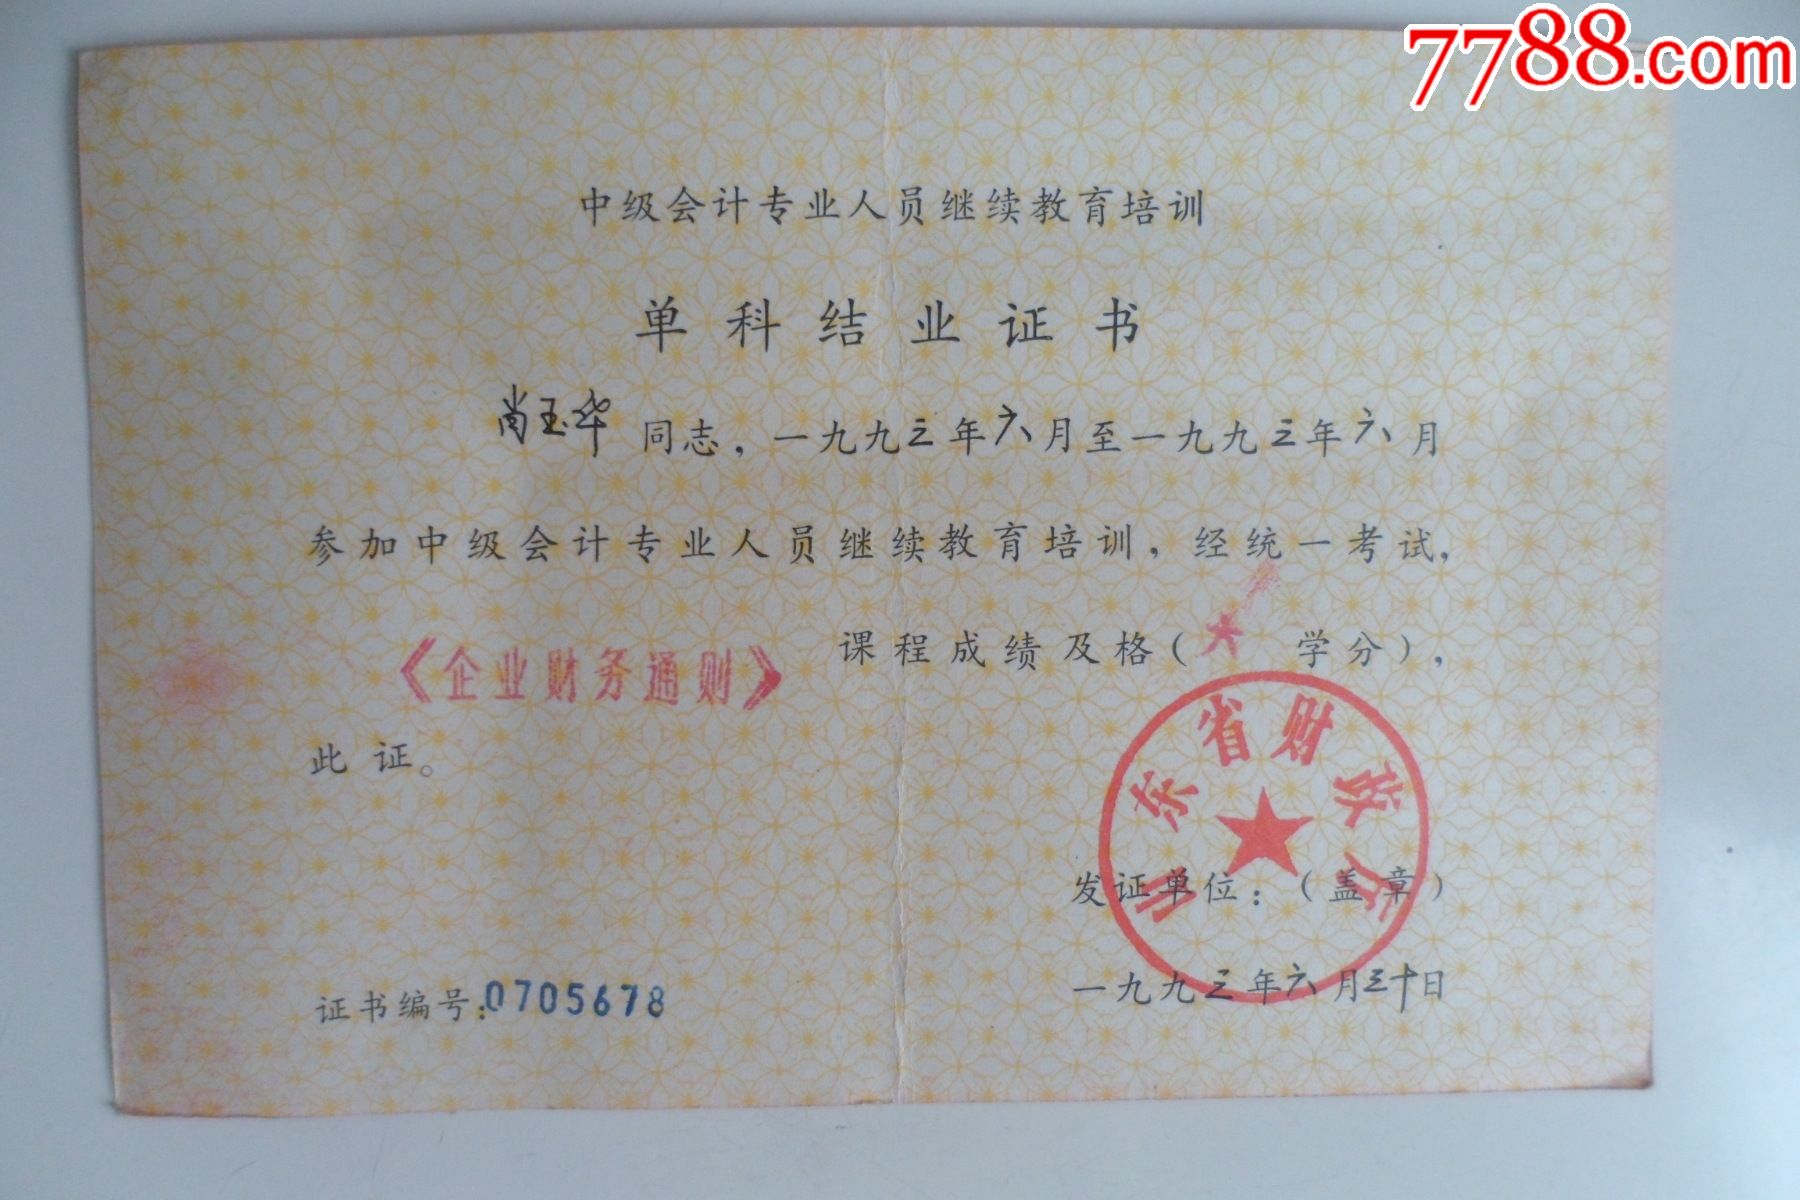 7788.com
中级会计专业人员继续教育培训
单科结业证书
肖玉华同志，一九九三年六月至一九九三年六月
参加中级会计专业人员继续教育培训，经统一考试，
《企业财务通则》 课程成绩及格（ 学分），
此证。
山东省财政厅
发证单位：（盖章）
一九九三年六月三十日
证书编号：0705678